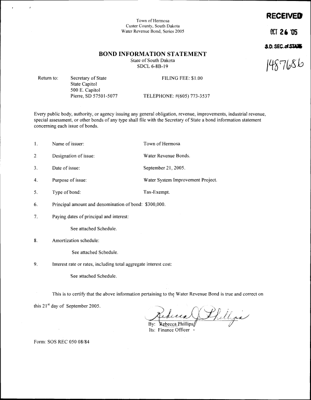 Town of Hermosa
Custer County, South Dakota
Water Revenue Bond, Series 2005
RECEIVED
OCT 26 '05
S.D. SEC. of STATE
1487686
BOND INFORMATION STATEMENT
State of South Dakota
SDCL 6-8B-19
Return to: Secretary of State FILING FEE: $1.00
State Capitol
500 E. Capitol
Pierre, SD 57501-5077 TELEPHONE: #(605) 773-3537
Every public body, authority, or agency issuing any general obligation, revenue, improvements, industrial revenue,
special assessment, or other bonds of any type shall file with the Secretary of State a bond information statement
concerning each issue of bonds.
1. Name of issuer: Town of Hermosa
2 Designation of issue: Water Revenue Bonds.
3. Date of issue: September 21, 2005.
4. Purpose of issue: Water System Improvement Project.
5. Type of bond: Tax-Exempt.
6. Principal amount and denomination of bond: $300,000.
7. Paying dates of principal and interest:
See attached Schedule.
8. Amortization schedule:
See attached Schedule.
9. Interest rate or rates, including total aggregate interest cost:
See attached Schedule.
This is to certify that the above information pertaining to the Water Revenue Bond is true and correct on
this 21st day of September 2005.
Rebecca J Phillips
By: Rebecca Phillips
Its: Finance Officer
Form: SOS REC 050 08/84